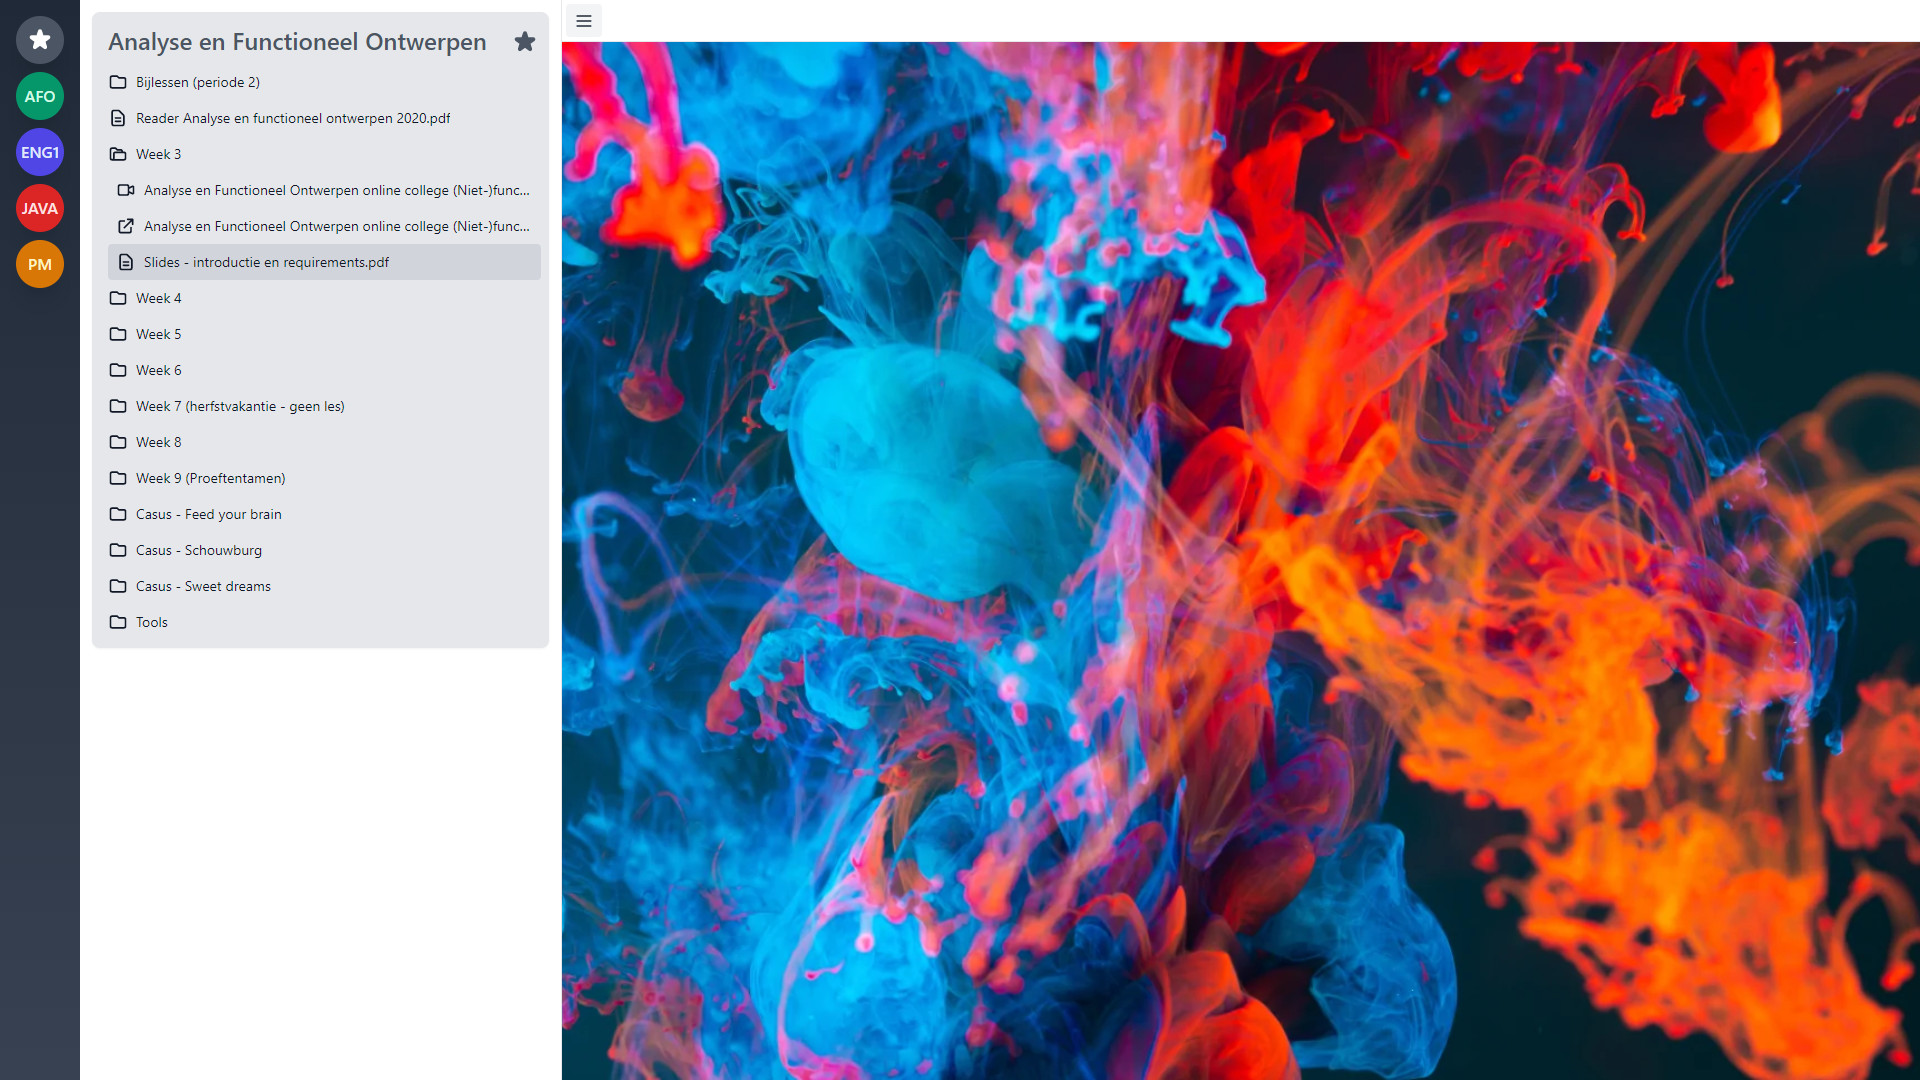 AFO
ENG1
JAVA
PM
Analyse en Functioneel Ontwerpen
Bijlessen (periode 2)
Reader Analyse en functioneel ontwerpen 2020.pdf
Week 3
Analyse en Functioneel Ontwerpen online college (Niet-)func...
Analyse en Functioneel Ontwerpen online college (Niet-)func...
Slides - introductie en requirements.pdf
Week 4
Week 5
Week 6
Week 7 (herfstvakantie - geen les)
Week 8
Week 9 (Proeftentamen)
Casus - Feed your brain
Casus - Schouwburg
Casus - Sweet dreams
Tools